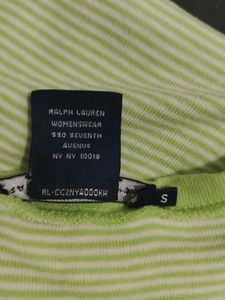 RALPH LAUREN
WOMENSWEAR
550 SEVENTH
AVENUE
NY NY 10018
RL-CC2NYA000KW
S